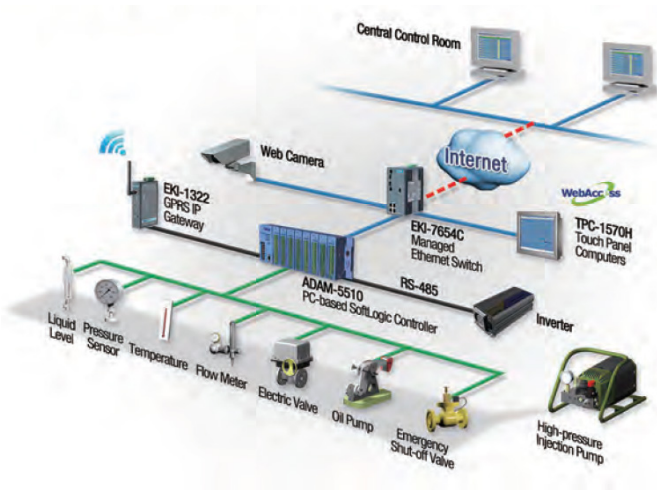 Central Control Room
Web Camera
Internet
EKI-1322
GPRS IP
Gateway
WebAccess
EKI-7654C
Managed
Ethernet Switch
TPC-1570H
Touch Panel
Computers
ADAM-5510
PC-based SoftLogic Controller
RS-485
Inverter
Liquid
Level
Pressure
Sensor
Temperature
Flow Meter
Electric Valve
Oil Pump
Emergency
Shut-off Valve
High-pressure
Injection Pump